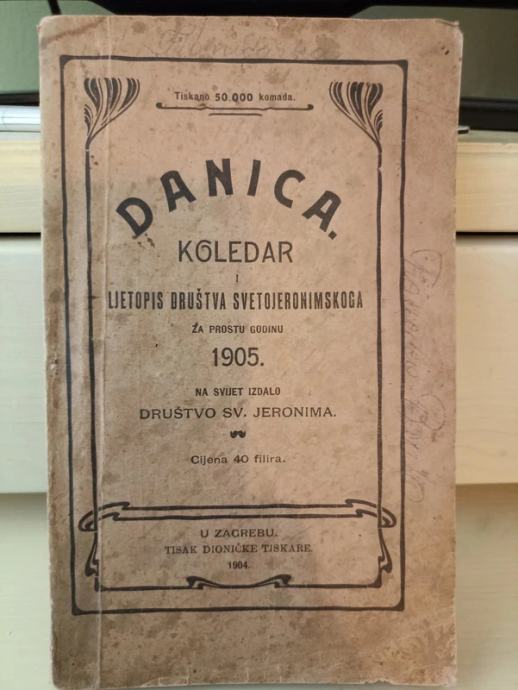 Tiskano 50.000 komada.
DANICA.
KOLEDAR
I
LJETOPIS DRUŠTVA SVETOJERONIMSKOGA
ZA PROSTU GODINU
1905.
NA SVIJET IZDALO
DRUŠTVO SV. JERONIMA.
Cijena 40 filira.
U ZAGREBU.
TISAK DIONIČKE TISKARE.
1904.